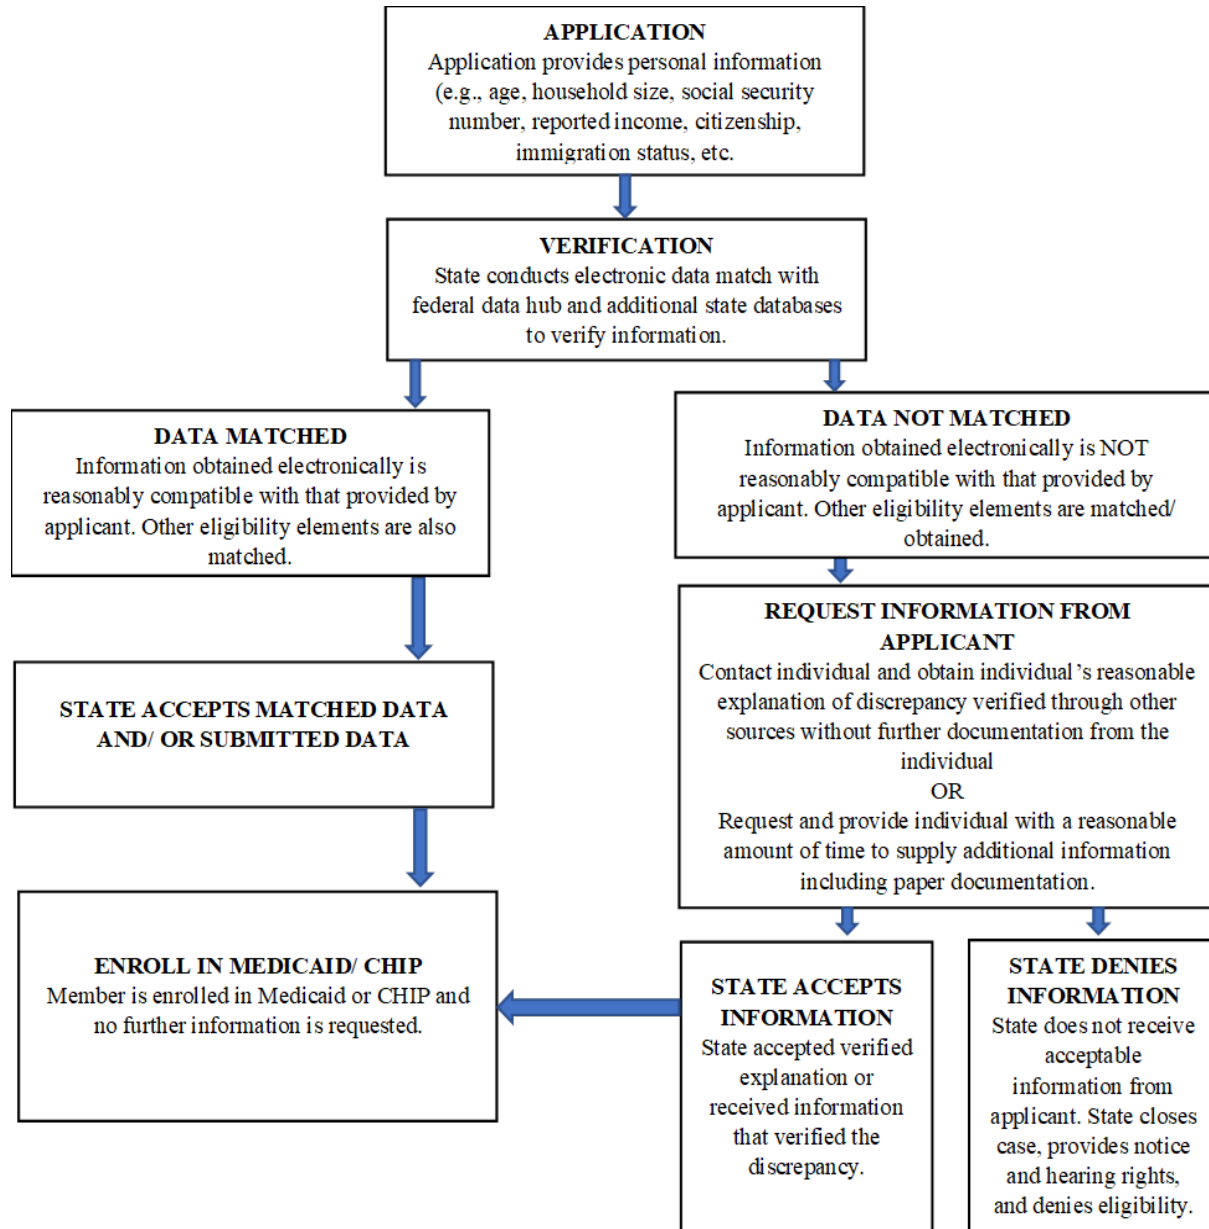 APPLICATION
Application provides personal information
(e.g., age, household size, social security
number, reported income, citizenship,
immigration status, etc.
VERIFICATION
State conducts electronic data match with
federal data hub and additional state databases
to verify information.
DATA MATCHED
Information obtained electronically is
reasonably compatible with that provided by
applicant. Other eligibility elements are also
matched.
DATA NOT MATCHED
Information obtained electronically is NOT
reasonably compatible with that provided by
applicant. Other eligibility elements are matched/
obtained.
STATE ACCEPTS MATCHED DATA
AND/ OR SUBMITTED DATA
REQUEST INFORMATION FROM
APPLICANT
Contact individual and obtain individual’s reasonable
explanation of discrepancy verified through other
sources without further documentation from the
individual
OR
Request and provide individual with a reasonable
amount of time to supply additional information
including paper documentation.
ENROLL IN MEDICAID/ CHIP
Member is enrolled in Medicaid or CHIP and
no further information is requested.
STATE ACCEPTS
INFORMATION
State accepted verified
explanation or
received information
that verified the
discrepancy.
STATE DENIES
INFORMATION
State does not receive
acceptable
information from
applicant. State closes
case, provides notice
and hearing rights,
and denies eligibility.